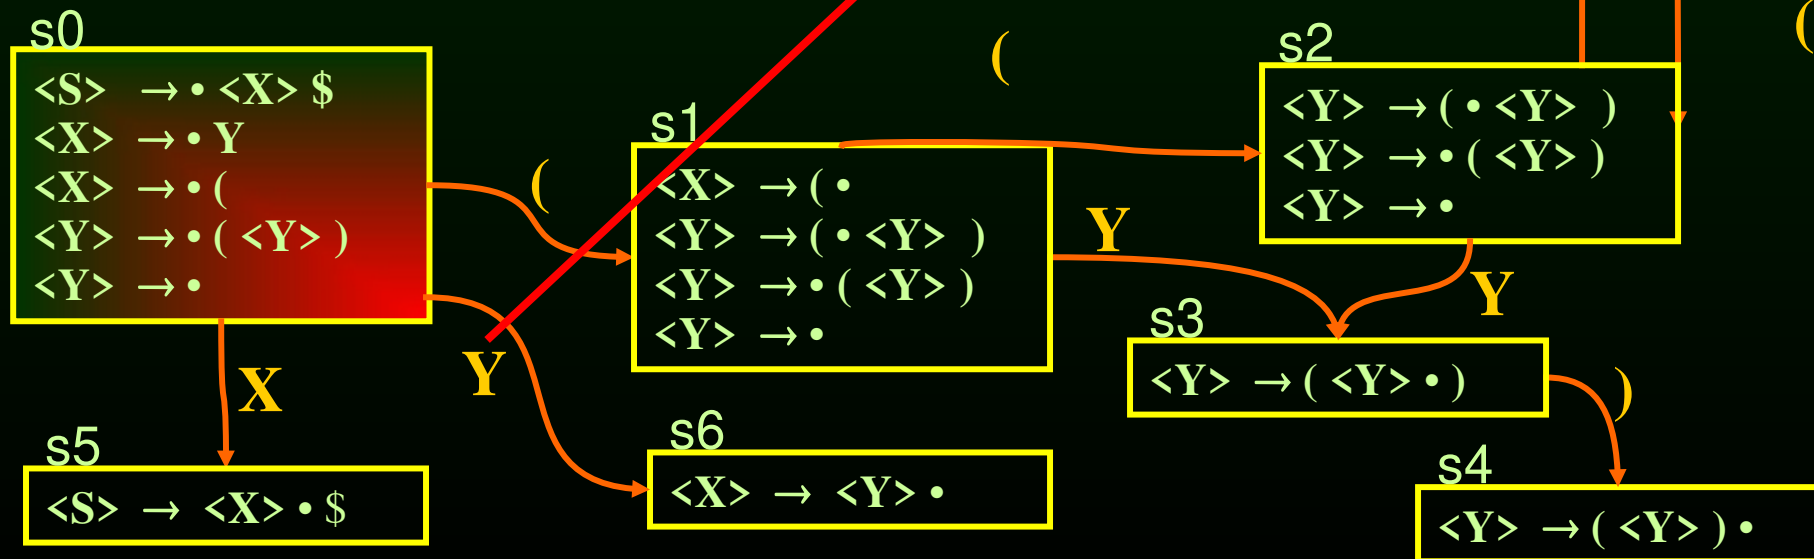 s0
<S> → • <X> $
<X> → • Y
<X> → • (
<Y> → • ( <Y> )
<Y> → •
(
X
Y
s5
<S> → <X> • $
s1
<X> → ( •
<Y> → ( • <Y> )
<Y> → • ( <Y> )
<Y> → •
s6
<X> → <Y> •
(
Y
s2
<Y> → ( • <Y> )
<Y> → • ( <Y> )
<Y> → •
(
Y
s3
<Y> → ( <Y> • )
)
s4
<Y> → ( <Y> ) •